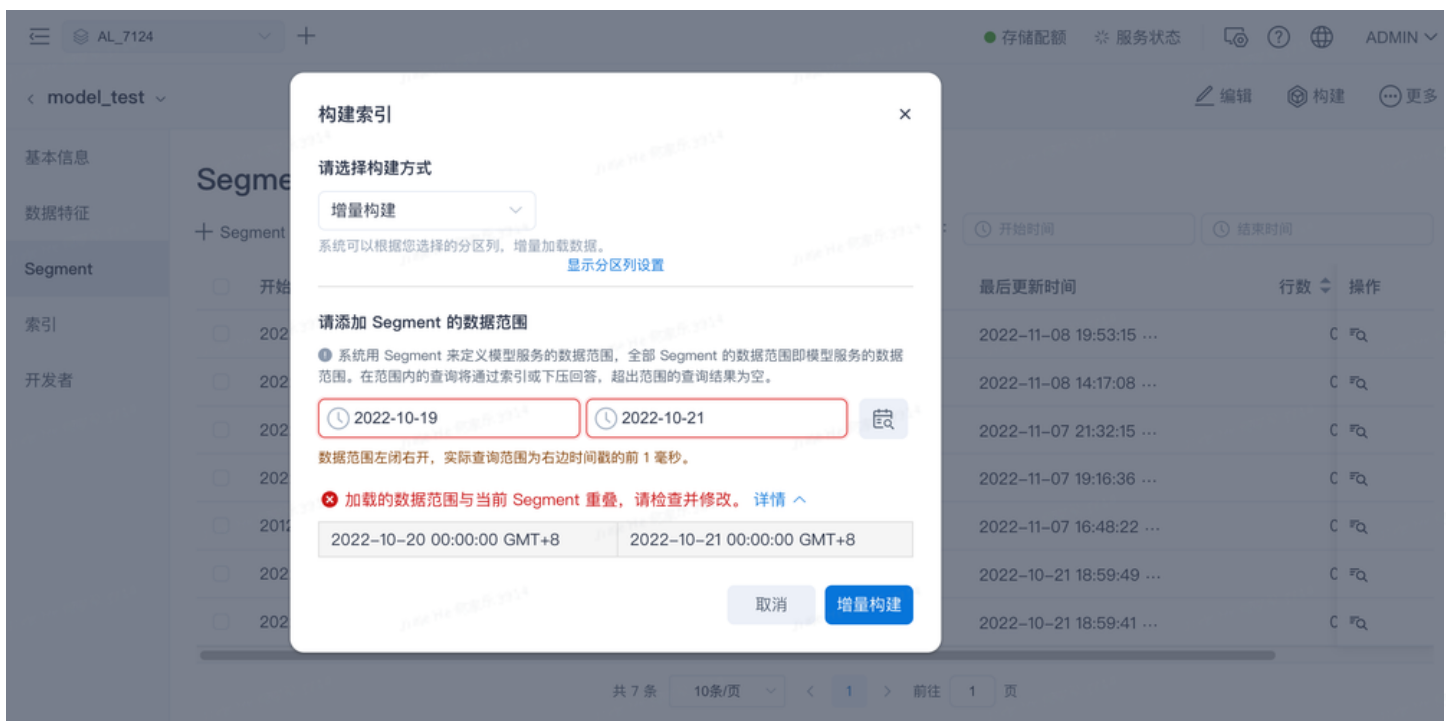 AL_7124
存储配额 服务状态 ADMIN
model_test
编辑 构建 更多
基本信息
数据特征
Segment
索引
开发者
Segme
Segment
开始时间 结束时间
开始
最后更新时间 行数 操作
202 2022-11-08 19:53:15 ...
202 2022-11-08 14:17:08 ...
202 2022-11-07 21:32:15 ...
202 2022-11-07 19:16:36 ...
2012 2022-11-07 16:48:22 ...
202 2022-10-21 18:59:49 ...
202 2022-10-21 18:59:41 ...
共 7 条 10条/页 1 前往 1 页
构建索引
请选择构建方式
增量构建
系统可以根据您选择的分区列，增量加载数据。
显示分区列设置
请添加 Segment 的数据范围
系统用 Segment 来定义模型服务的数据范围，全部 Segment 的数据范围即模型服务的数据
范围。在范围内的查询将通过索引或下压回答，超出范围的查询结果为空。
2022-10-19 2022-10-21
数据范围左闭右开，实际查询范围为右边时间戳的前 1 毫秒。
加载的数据范围与当前 Segment 重叠，请检查并修改。 详情
2022-10-20 00:00:00 GMT+8 2022-10-21 00:00:00 GMT+8
取消 增量构建